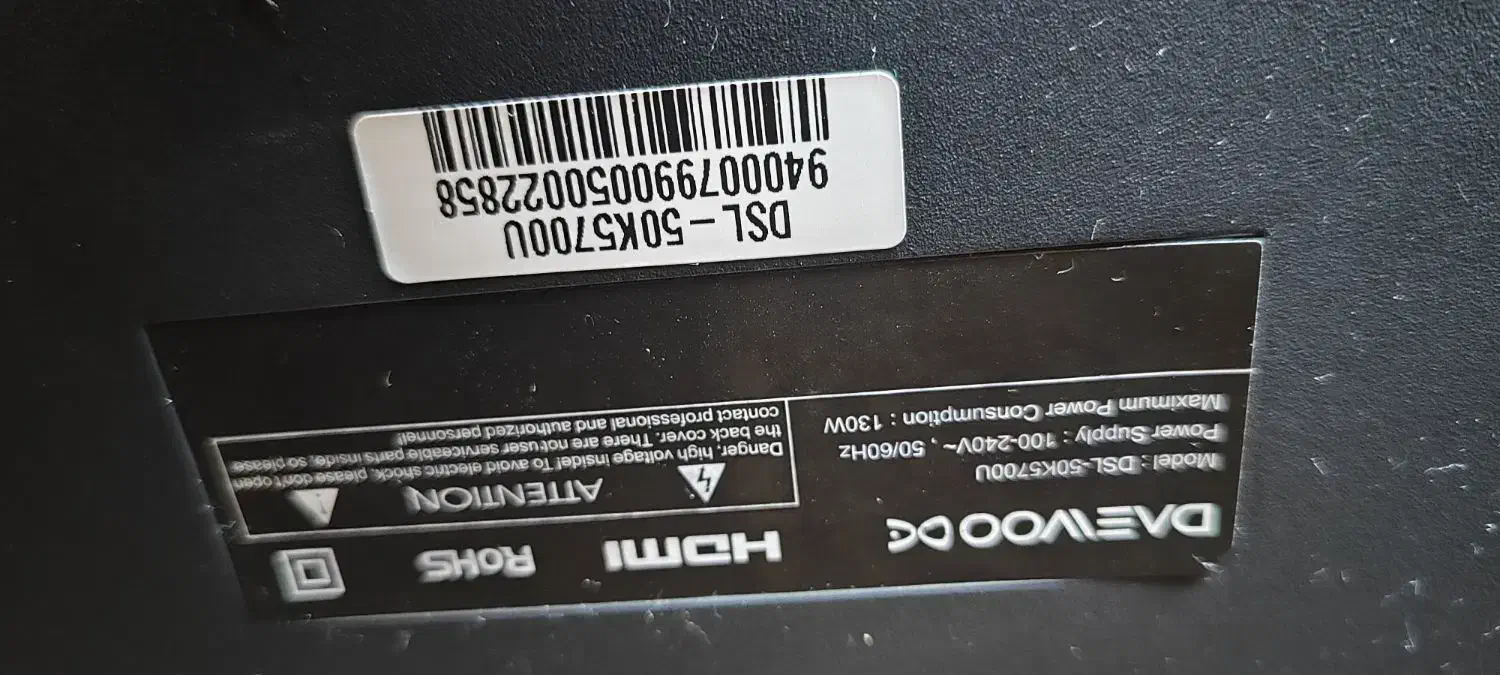 DAEWOO
Model : DSL-50K5700U
Power Supply : 100-240V~ , 50/60Hz
Maximum Power Consumption : 130W
HDMI RoHS
ATTENTION
Danger, high voltage inside! To avoid electric shock, please don't open
the back cover. There are not user serviceable parts inside, so please
contact professional and authorized personnel!
DSL-50K5700U
940007990050022858